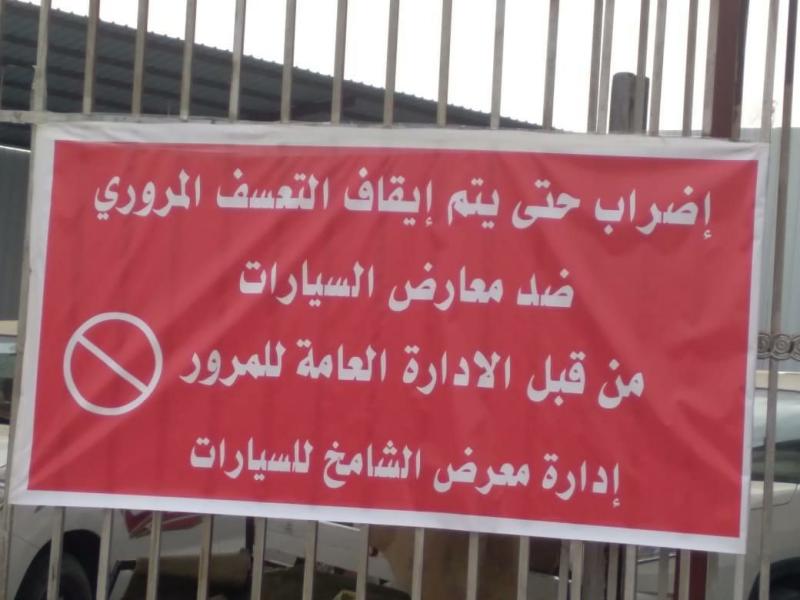 إضراب حتى يتم إيقاف التعسف المروري
ضد معارض السيارات
من قبل الادارة العامة للمرور
إدارة معرض الشامخ للسيارات